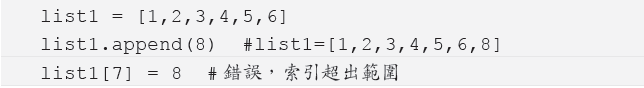 list1 = [1,2,3,4,5,6]
list1.append(8)  #list1=[1,2,3,4,5,6,8]
list1[7] = 8  #錯誤，索引超出範圍